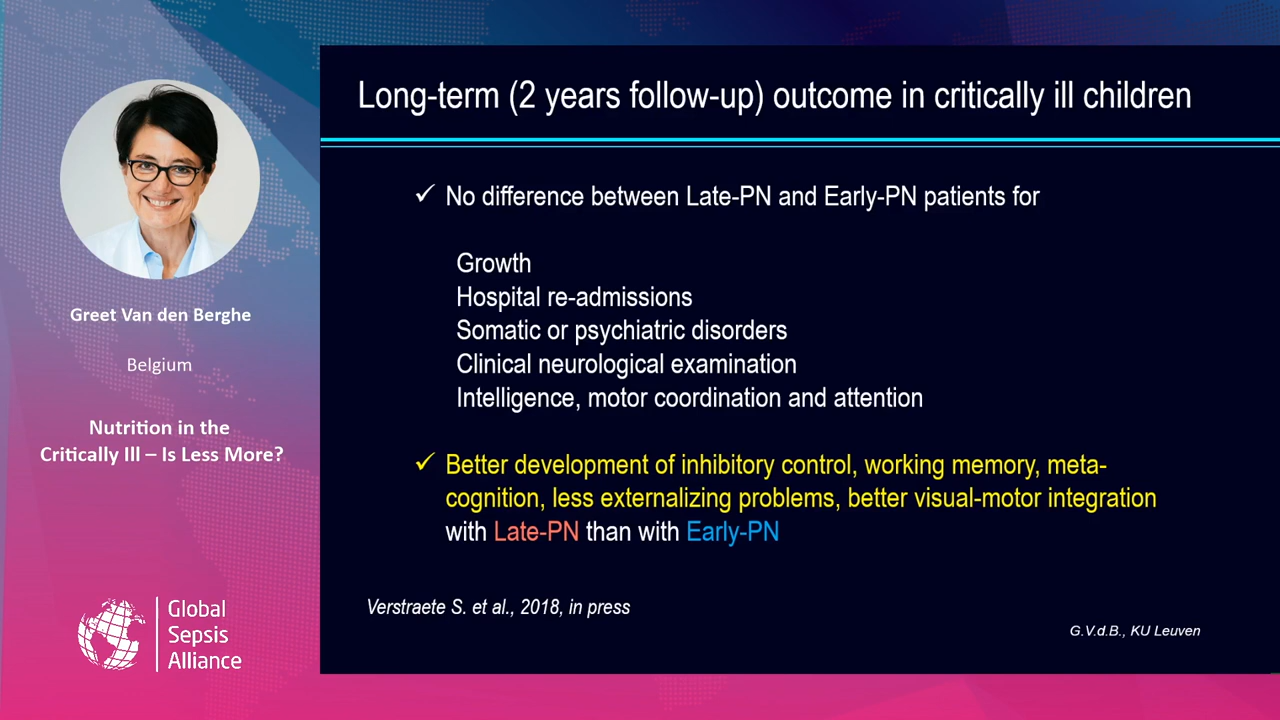 Greet Van den Berghe
Belgium
Nutrition in the
Critically Ill – Is Less More?
Global
Sepsis
Alliance
Long-term (2 years follow-up) outcome in critically ill children
✓ No difference between Late-PN and Early-PN patients for
Growth
Hospital re-admissions
Somatic or psychiatric disorders
Clinical neurological examination
Intelligence, motor coordination and attention
✓ Better development of inhibitory control, working memory, meta-
cognition, less externalizing problems, better visual-motor integration
with Late-PN than with Early-PN
Verstraete S. et al., 2018, in press
G.V.d.B., KU Leuven